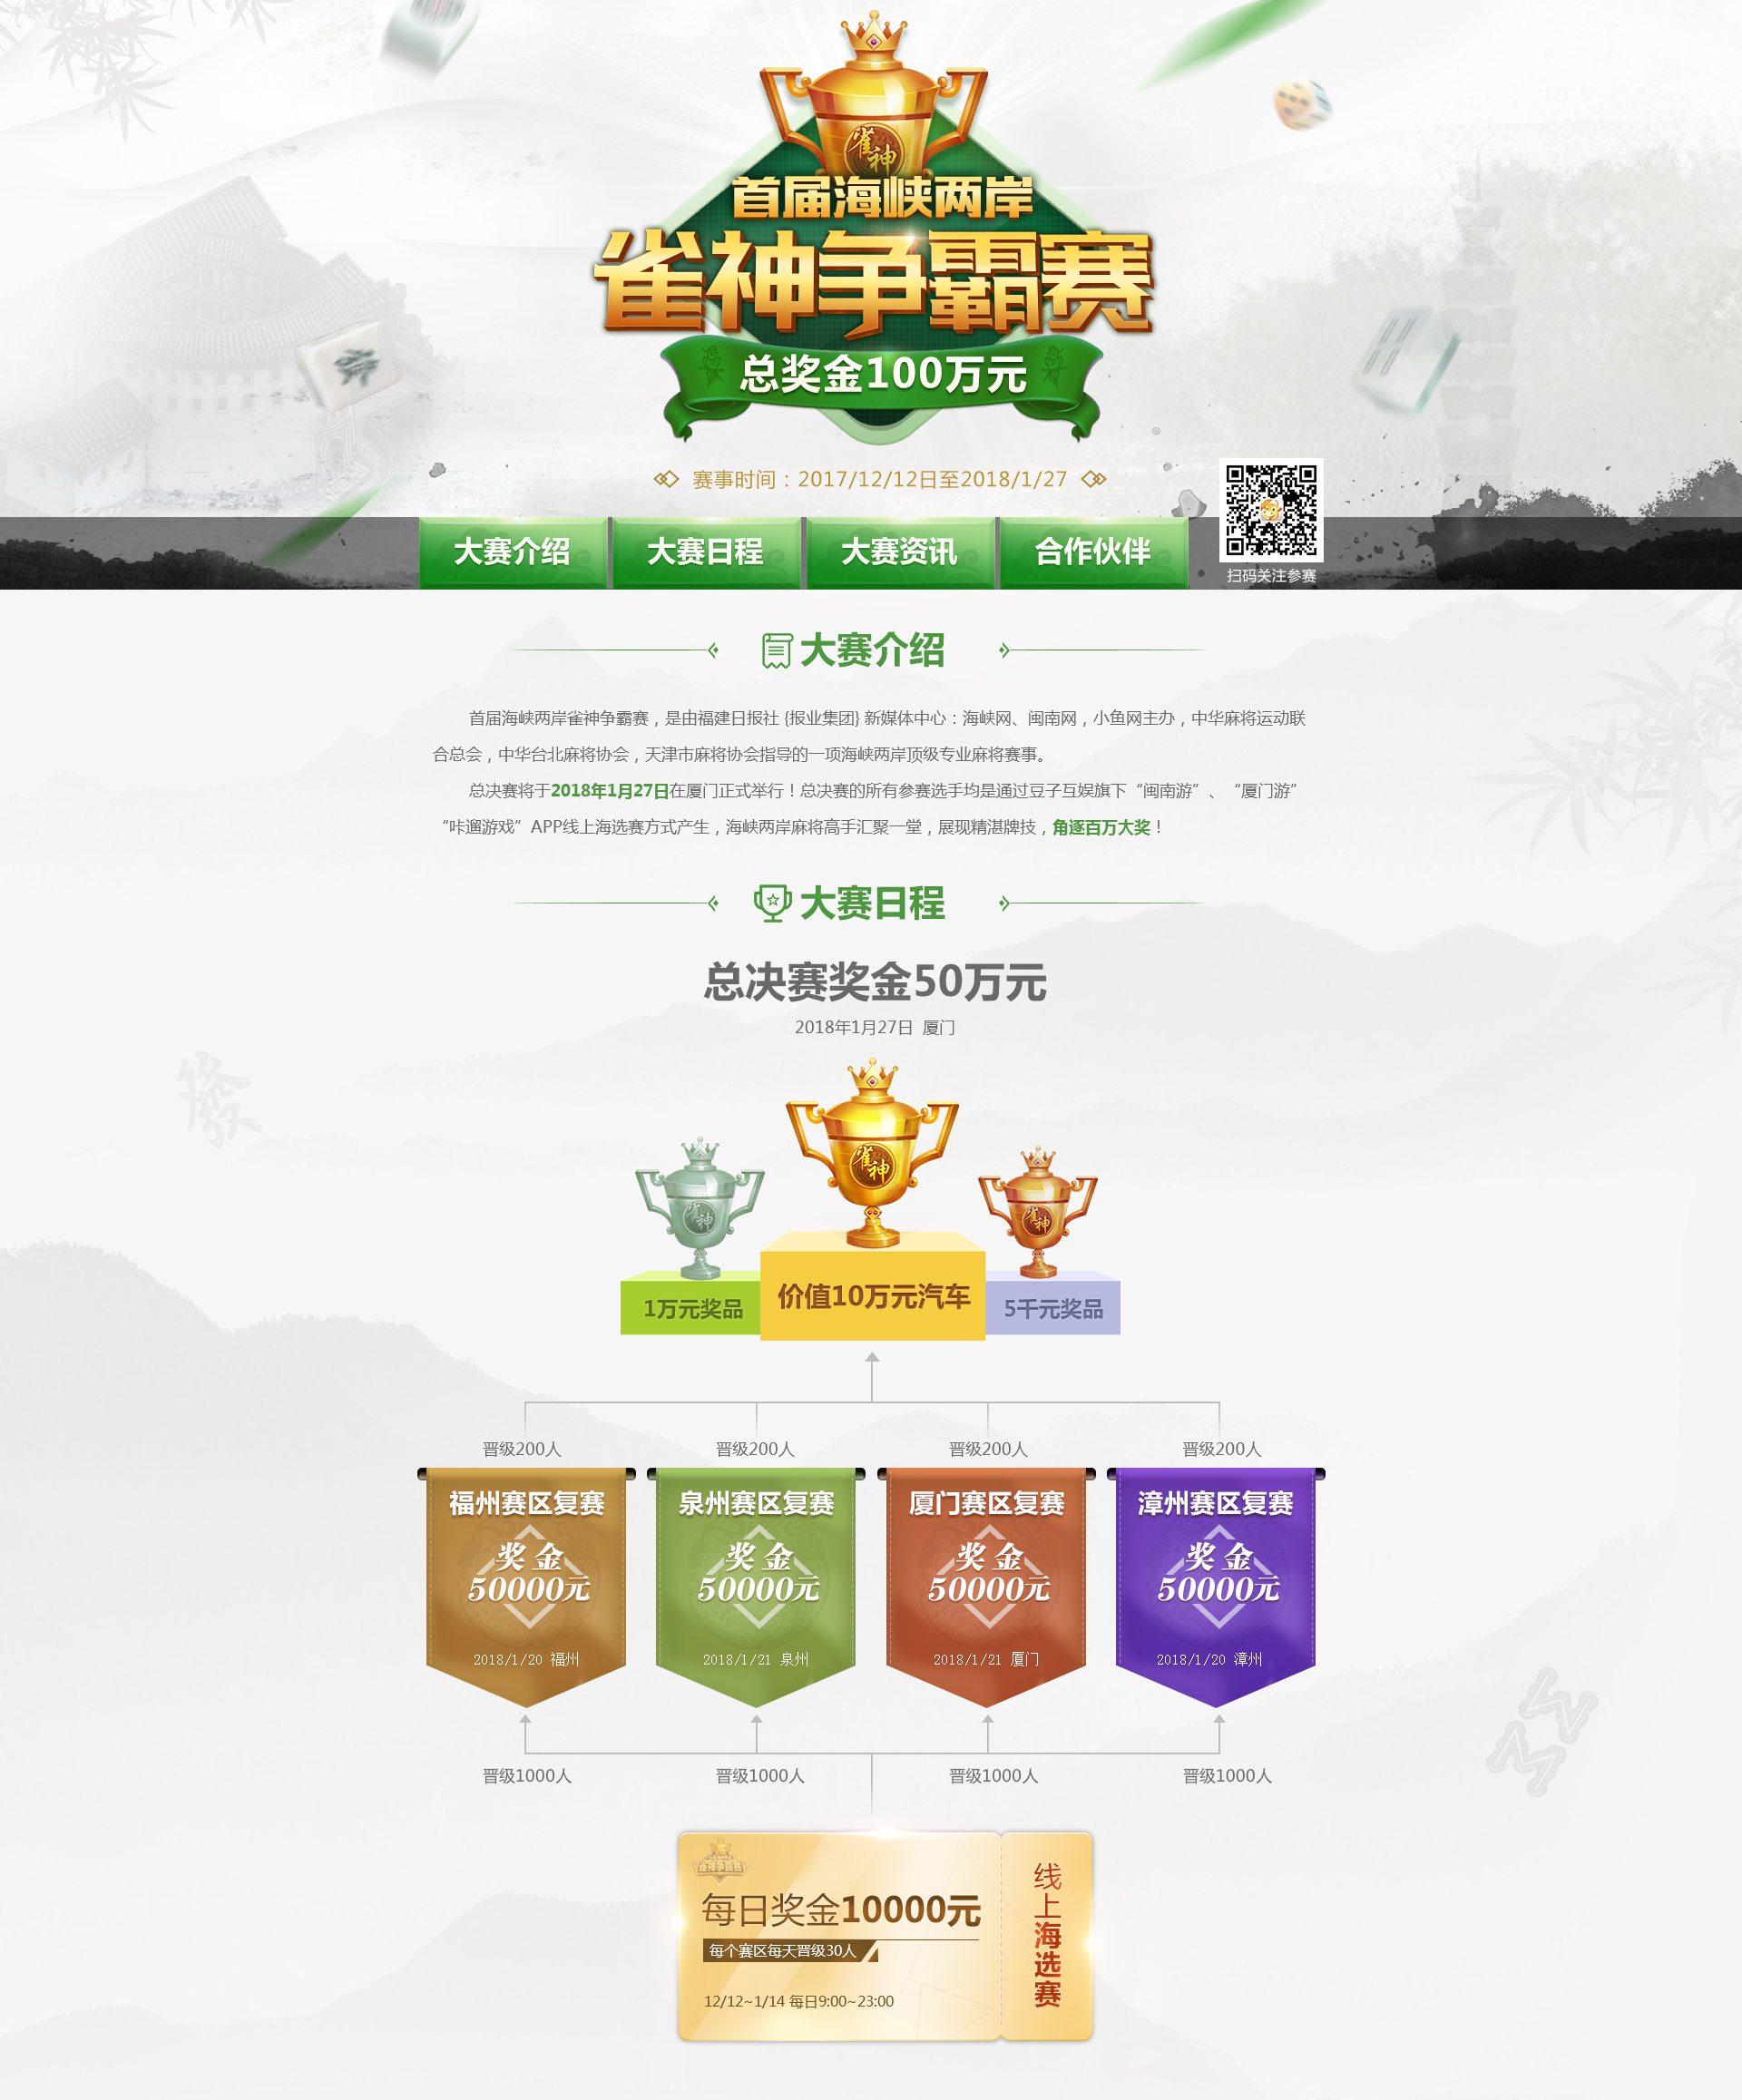 雀神
首届海峡两岸
雀神争霸赛
总奖金100万元
赛事时间：2017/12/12日至2018/1/27
大赛介绍 大赛日程 大赛资讯 合作伙伴
扫码关注参赛
大赛介绍
首届海峡两岸雀神争霸赛，是由福建日报社 {报业集团} 新媒体中心：海峡网、闽南网，小鱼网主办，中华麻将运动联
合总会，中华台北麻将协会，天津市麻将协会指导的一项海峡两岸顶级专业麻将赛事。
总决赛将于2018年1月27日在厦门正式举行！总决赛的所有参赛选手均是通过豆子互娱旗下“闽南游”、“厦门游”
“咔遛游戏”APP线上海选赛方式产生，海峡两岸麻将高手汇聚一堂，展现精湛牌技，角逐百万大奖！
大赛日程
总决赛奖金50万元
2018年1月27日 厦门
發
雀神 雀神 雀神
1万元奖品 价值10万元汽车 5千元奖品
晋级200人 晋级200人 晋级200人 晋级200人
福州赛区复赛 泉州赛区复赛 厦门赛区复赛 漳州赛区复赛
奖金 奖金 奖金 奖金
50000元 50000元 50000元 50000元
2018/1/20 福州 2018/1/21 泉州 2018/1/21 厦门 2018/1/20 漳州
晋级1000人 晋级1000人 晋级1000人 晋级1000人
雀神争霸赛
每日奖金10000元
每个赛区每天晋级30人
12/12~1/14 每日9:00~23:00
线上海选赛